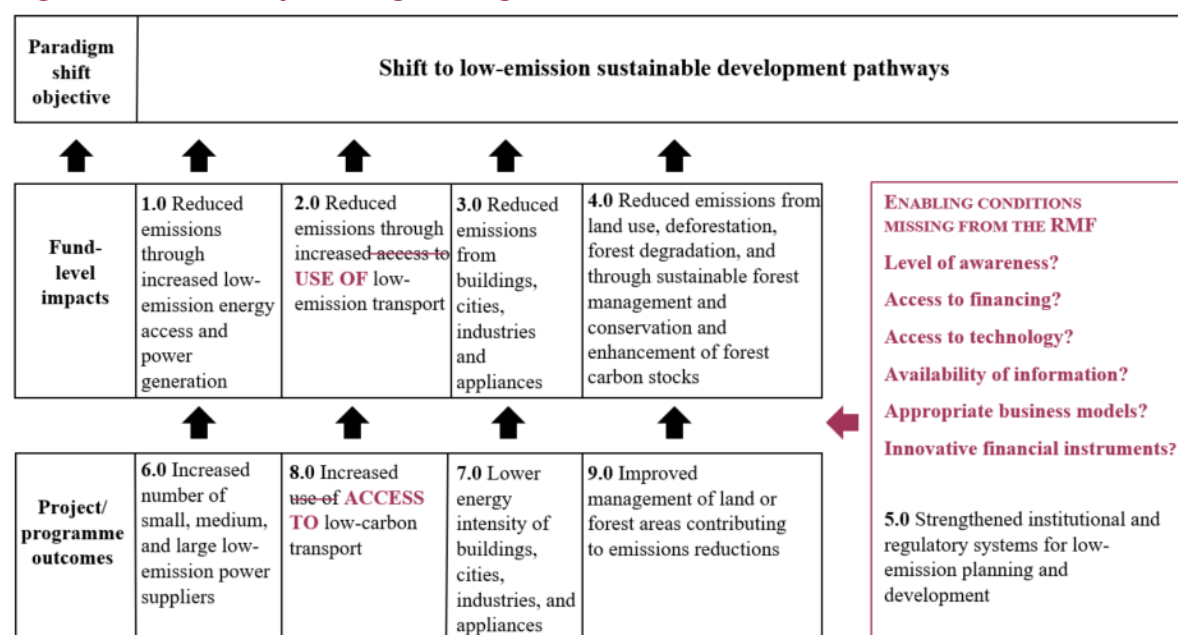 Paradigm
shift
objective
Shift to low-emission sustainable development pathways
Fund-
level
impacts
1.0 Reduced
emissions
through
increased low-
emission energy
access and
power
generation
2.0 Reduced
emissions through
increased access to
USE OF low-
emission transport
3.0 Reduced
emissions
from
buildings,
cities,
industries
and
appliances
4.0 Reduced emissions from
land use, deforestation,
forest degradation, and
through sustainable forest
management and
conservation and
enhancement of forest
carbon stocks
Project/
programme
outcomes
6.0 Increased
number of
small, medium,
and large low-
emission power
suppliers
8.0 Increased
use of ACCESS
TO low-carbon
transport
7.0 Lower
energy
intensity of
buildings,
cities,
industries, and
appliances
9.0 Improved
management of land or
forest areas contributing
to emissions reductions
ENABLING CONDITIONS
MISSING FROM THE RMF
Level of awareness?
Access to financing?
Access to technology?
Availability of information?
Appropriate business models?
Innovative financial instruments?
5.0 Strengthened institutional and
regulatory systems for low-
emission planning and
development